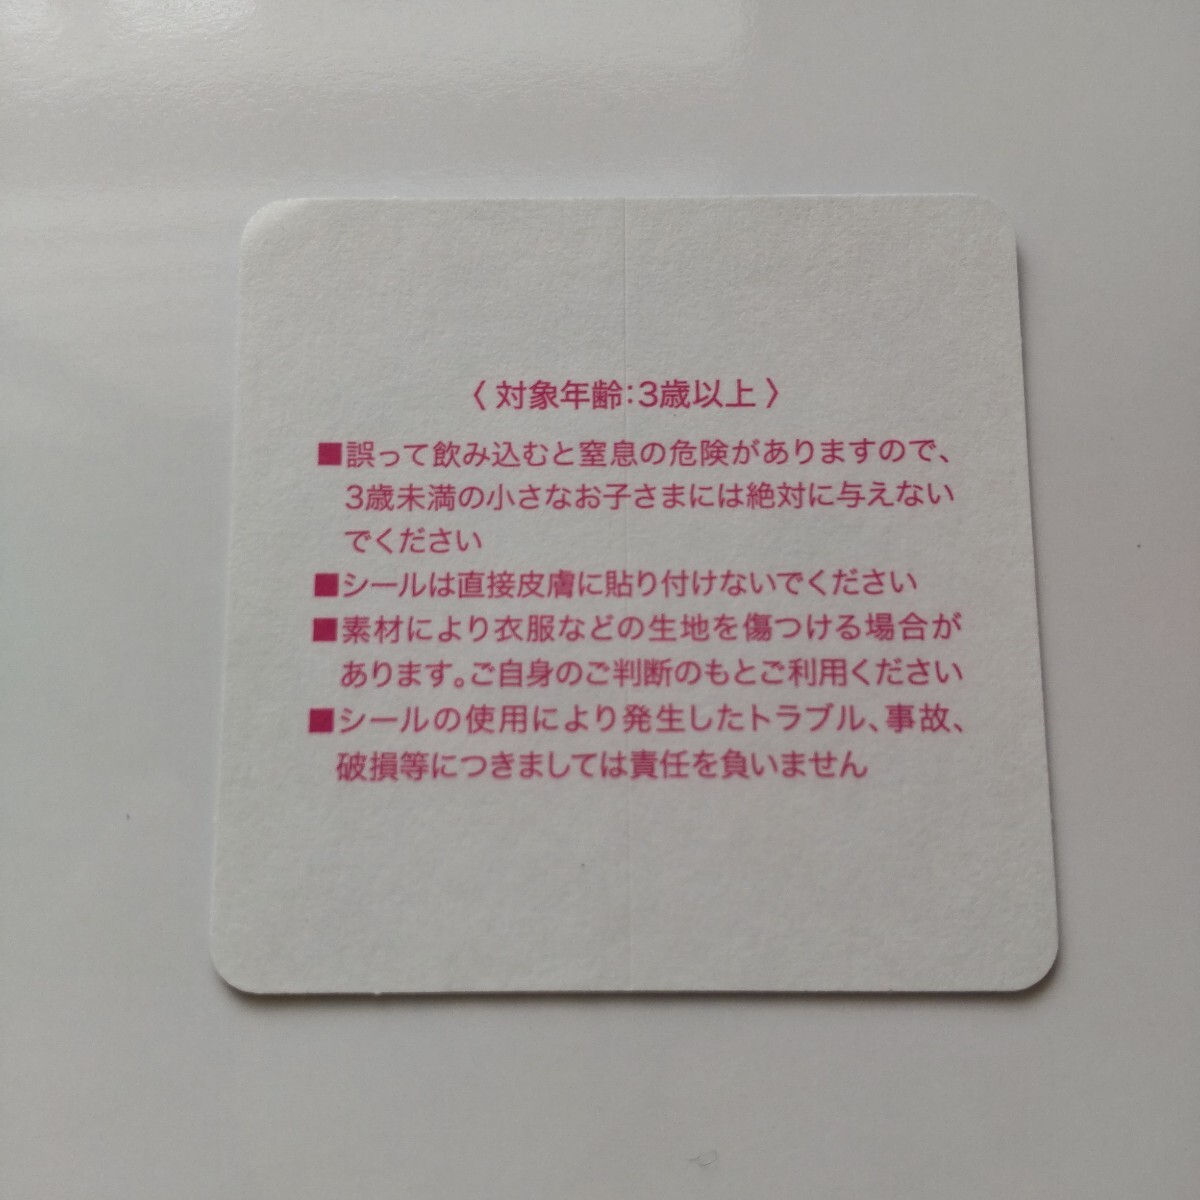 〈 対象年齢：3歳以上 〉
■誤って飲み込むと窒息の危険がありますので、
3歳未満の小さなお子さまには絶対に与えない
でください
■シールは直接皮膚に貼り付けないでください
■素材により衣服などの生地を傷つける場合が
あります。ご自身のご判断のもとご利用ください
■シールの使用により発生したトラブル、事故、
破損等につきましては責任を負いません